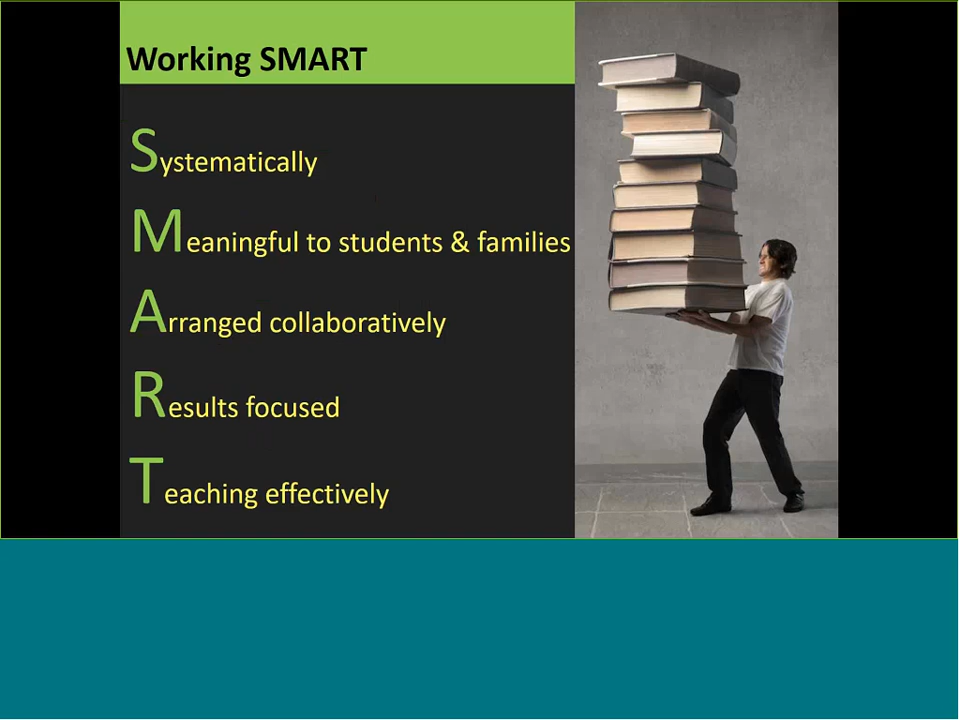 Working SMART
Systematically
Meaningful to students & families
Arranged collaboratively
Results focused
Teaching effectively